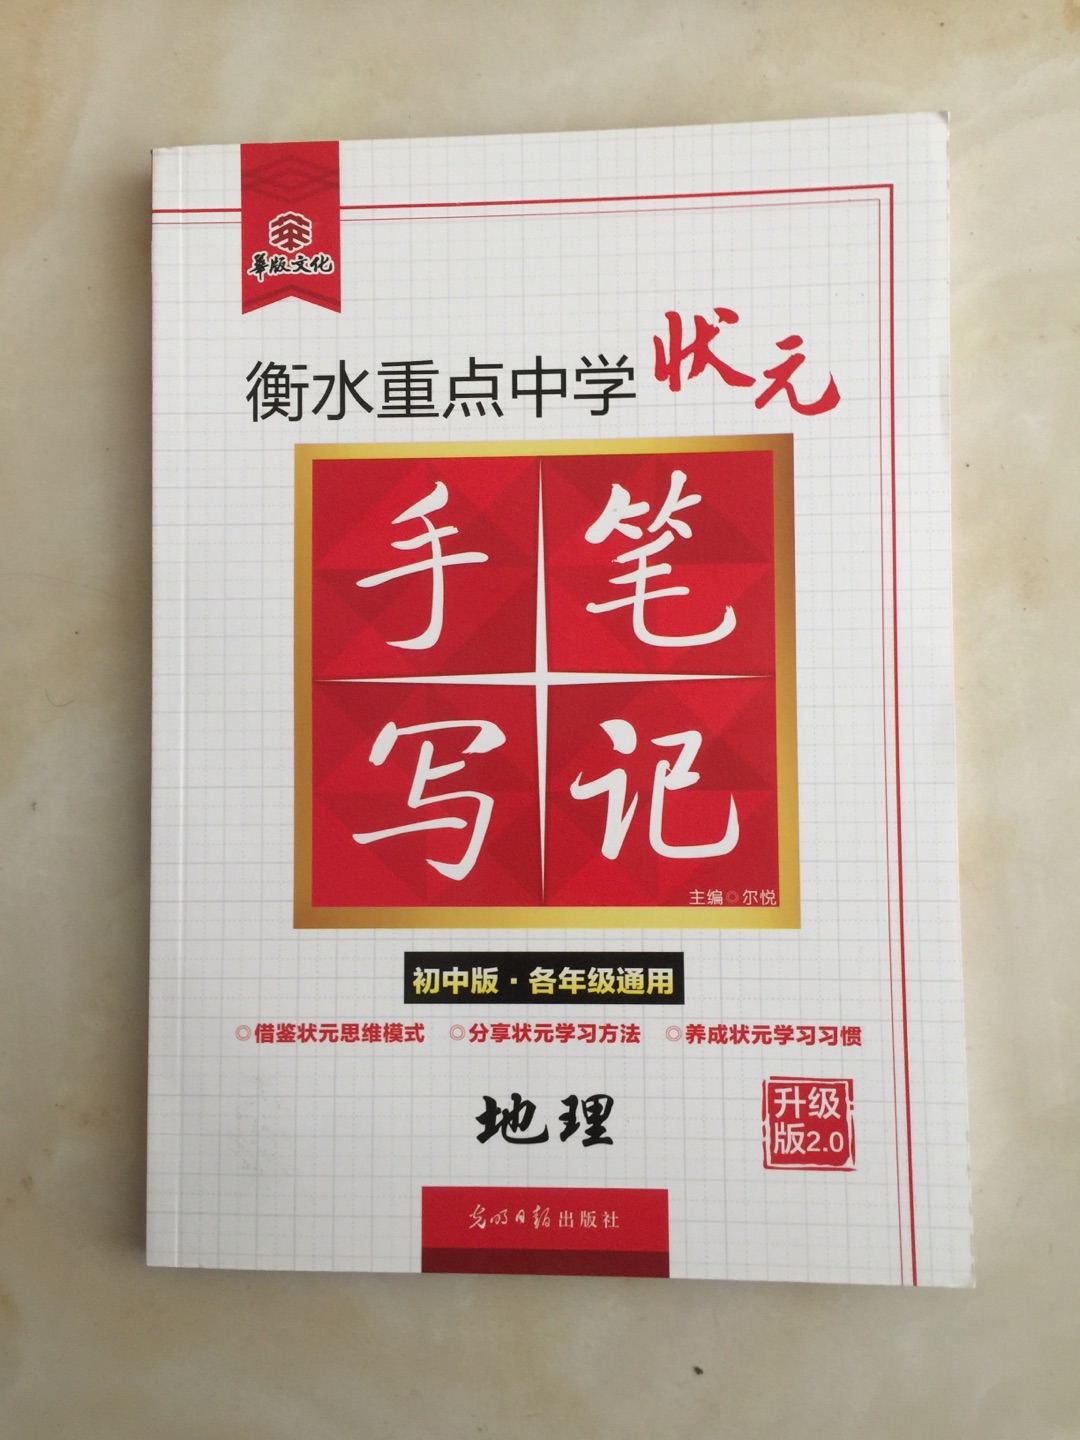 華版文化
衡水重点中学状元
手写笔记
主编◎尔悦
初中版·各年级通用
◎借鉴状元思维模式 ◎分享状元学习方法 ◎养成状元学习习惯
地理
升级
版2.0
光明日报出版社